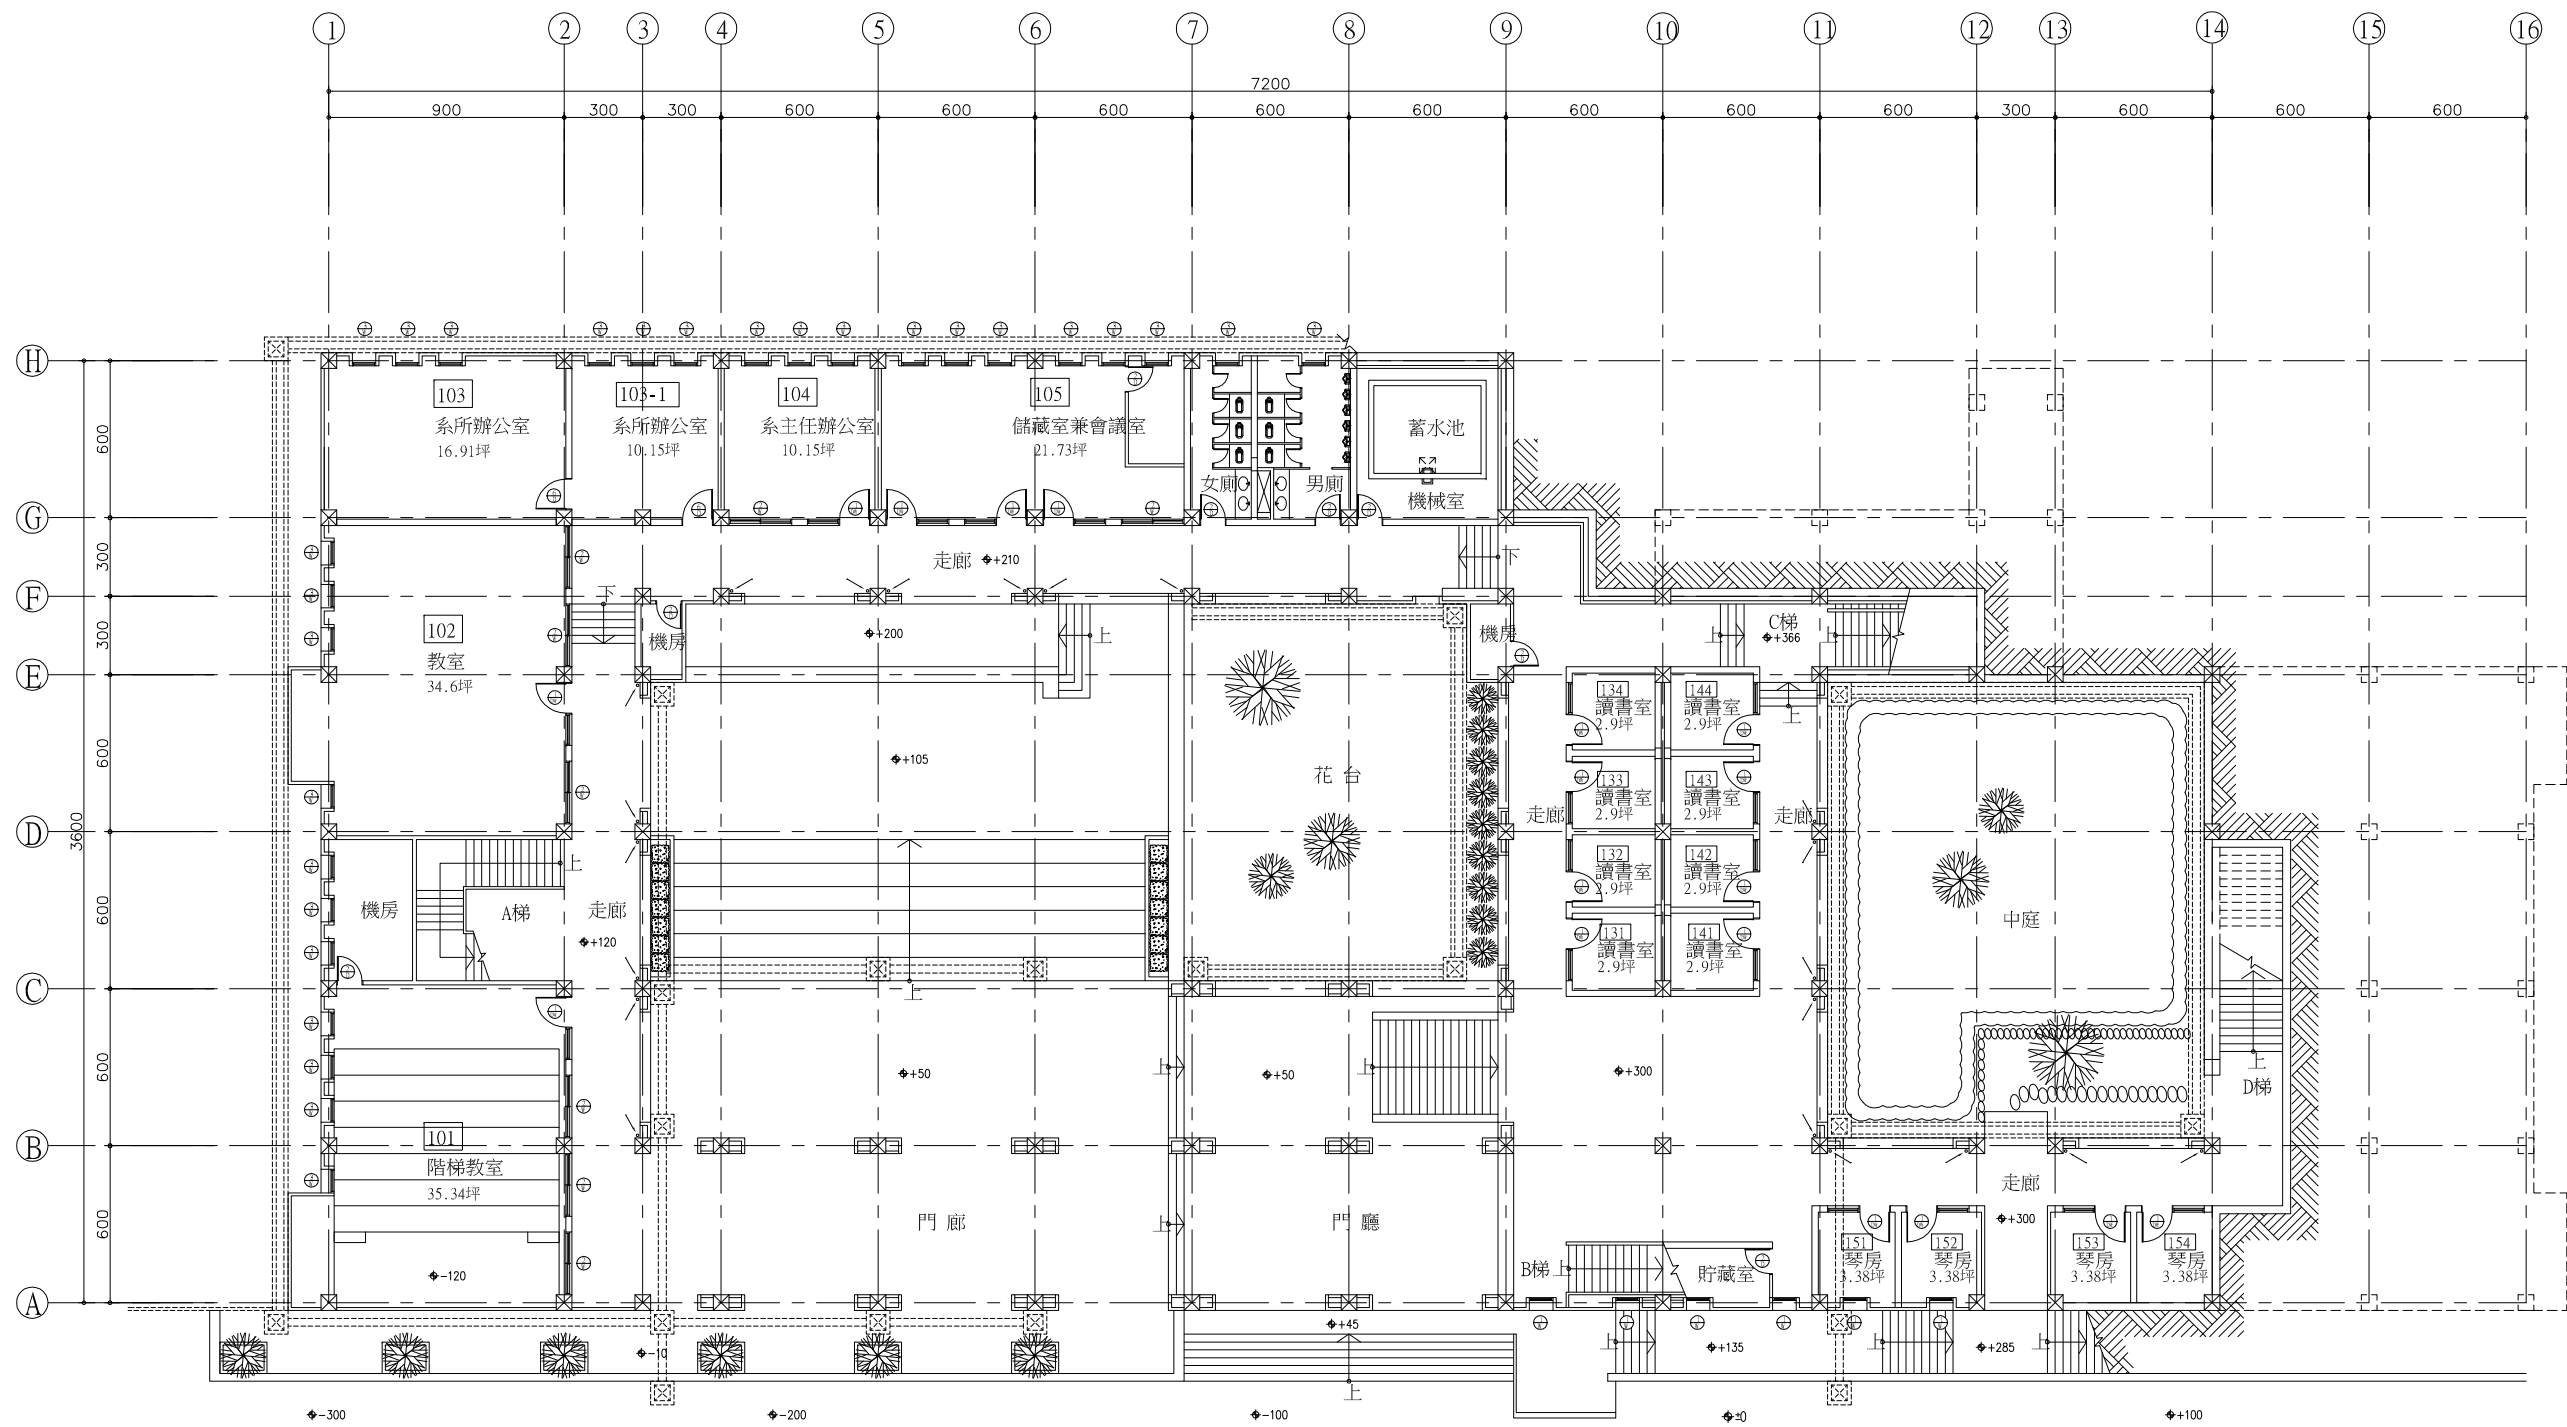 1 2 3 4 5 6 7 8 9 10 11 12 13 14 15 16
7200
900 300 300 600 600 600 600 600 600 600 600 300 600 600 600
H
103
103-1
104
105
系所辦公室
16.91坪
系所辦公室
10.15坪
系主任辦公室
10.15坪
儲藏室兼會議室
21.73坪
蓄水池
600
女廁
男廁
機械室
G
300
走廊 +210
下
F
下
300
102
教室
34.6坪
機房
+200
上
機房
C梯
上 +366 上
E
134
讀書室
2.9坪
144
讀書室
2.9坪
上
600
+105
花台
133
讀書室
2.9坪
143
讀書室
2.9坪
走廊
走廊
D
3600
上
132
讀書室
2.9坪
142
讀書室
2.9坪
600
機房
A梯
走廊
+120
中庭
131
讀書室
2.9坪
141
讀書室
2.9坪
C
上
600
+50
上
+50
上
+300
上
D梯
B
101
階梯教室
35.34坪
走廊
600
門廊
上
門廳
+300
151
琴房
3.38坪
152
琴房
3.38坪
153
琴房
3.38坪
154
琴房
3.38坪
-120
B梯 上
貯藏室
A
+45
-10
上
+135
上
+285
上
上
-300
-200
-100
±0
+100